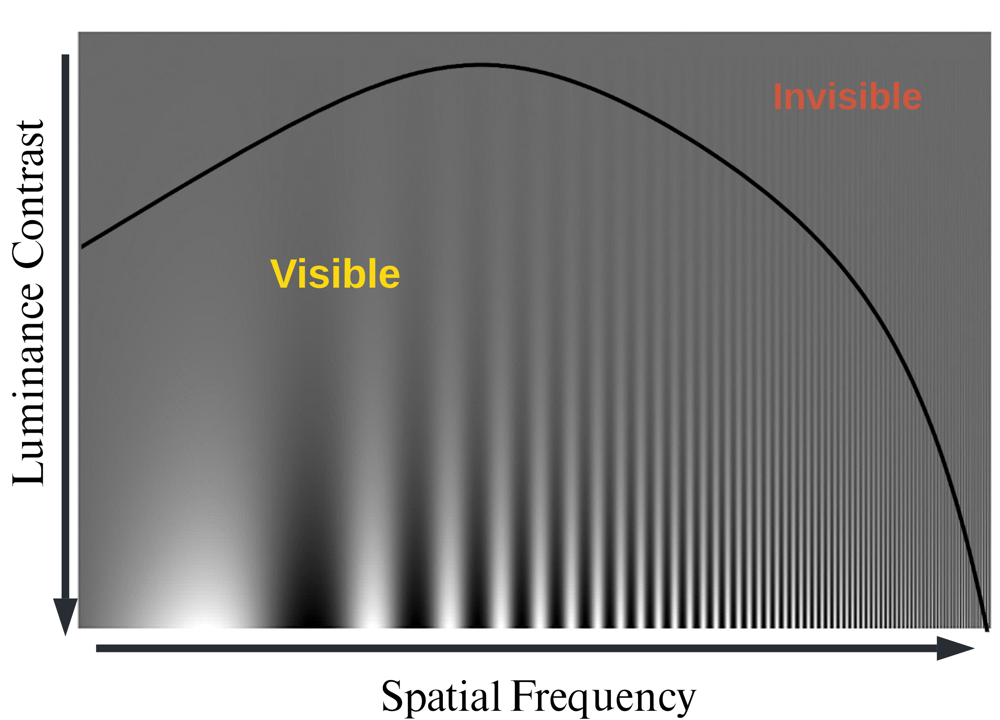 Luminance Contrast
Invisible
Visible
Spatial Frequency